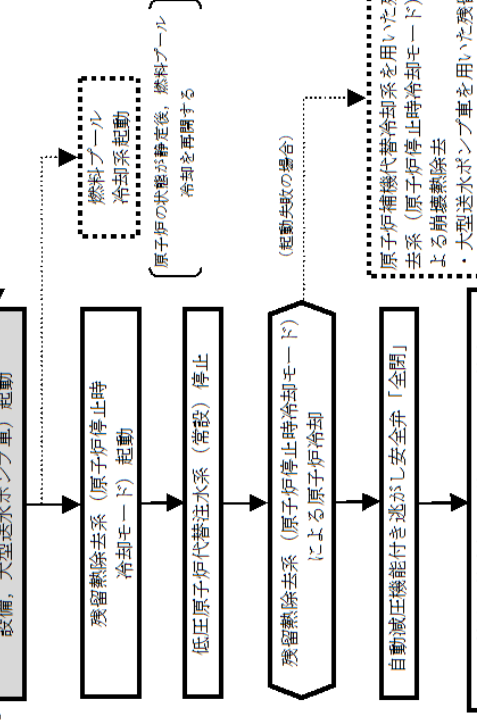 設備，大型送水ポンプ車）起動
燃料プール
冷却系起動
原子炉の状態が静定後，燃料プール
冷却を再開する
残留熱除去系（原子炉停止時
冷却モード）起動
低圧原子炉代替注水系（常設）停止
残留熱除去系（原子炉停止時冷却モード）
による原子炉冷却
（起動失敗の場合）
原子炉補機代替冷却系を用いた
去系（原子炉停止時冷却モード）
よる崩壊熱除去
・大型送水ポンプ車を用いた残留
自動減圧機能付き逃がし安全弁「全閉」